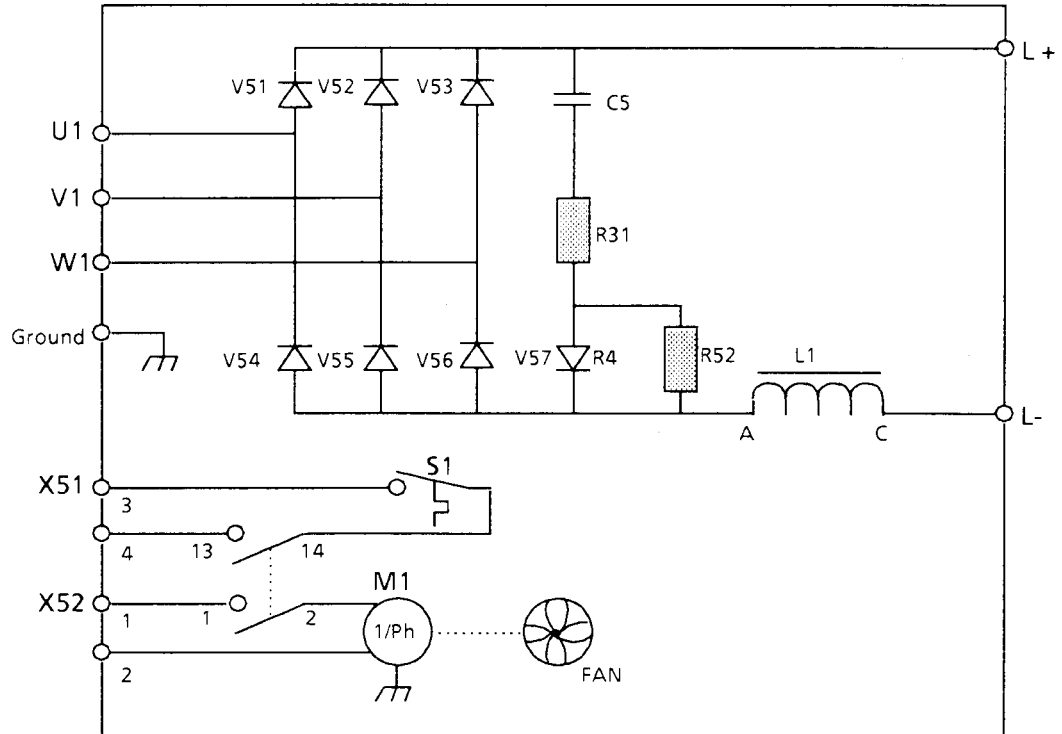 L+
V51
V52
V53
C5
U1
V1
R31
W1
Ground
V54
V55
V56
V57
R4
R52
L1
L-
A
C
X51
3
S1
4
13
14
X52
1
1
2
M1
1/Ph
2
FAN